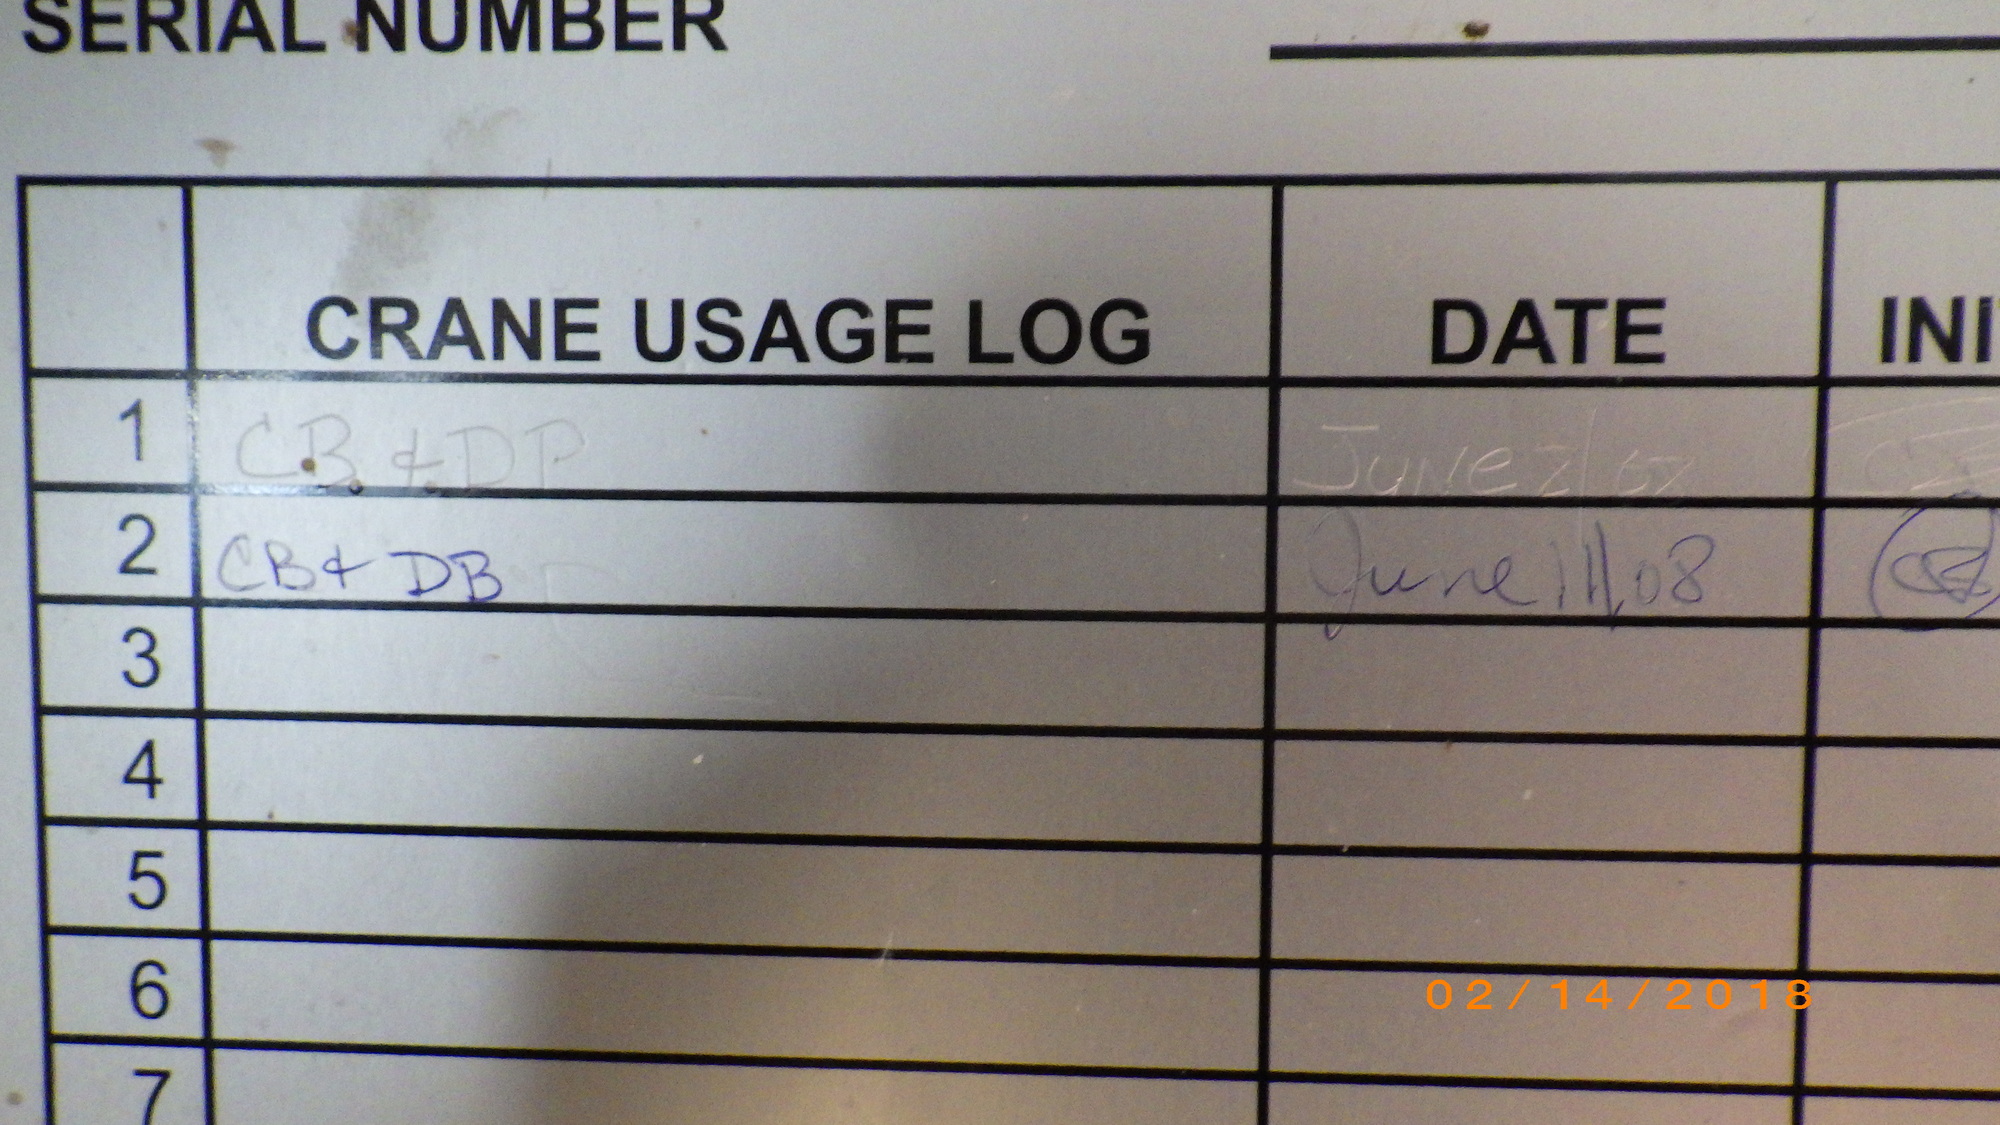 SERIAL NUMBER
CRANE USAGE LOG DATE
1 CB & DP June
2 CB & DB June 11/08
3
4
5
6
02/14/2018
7